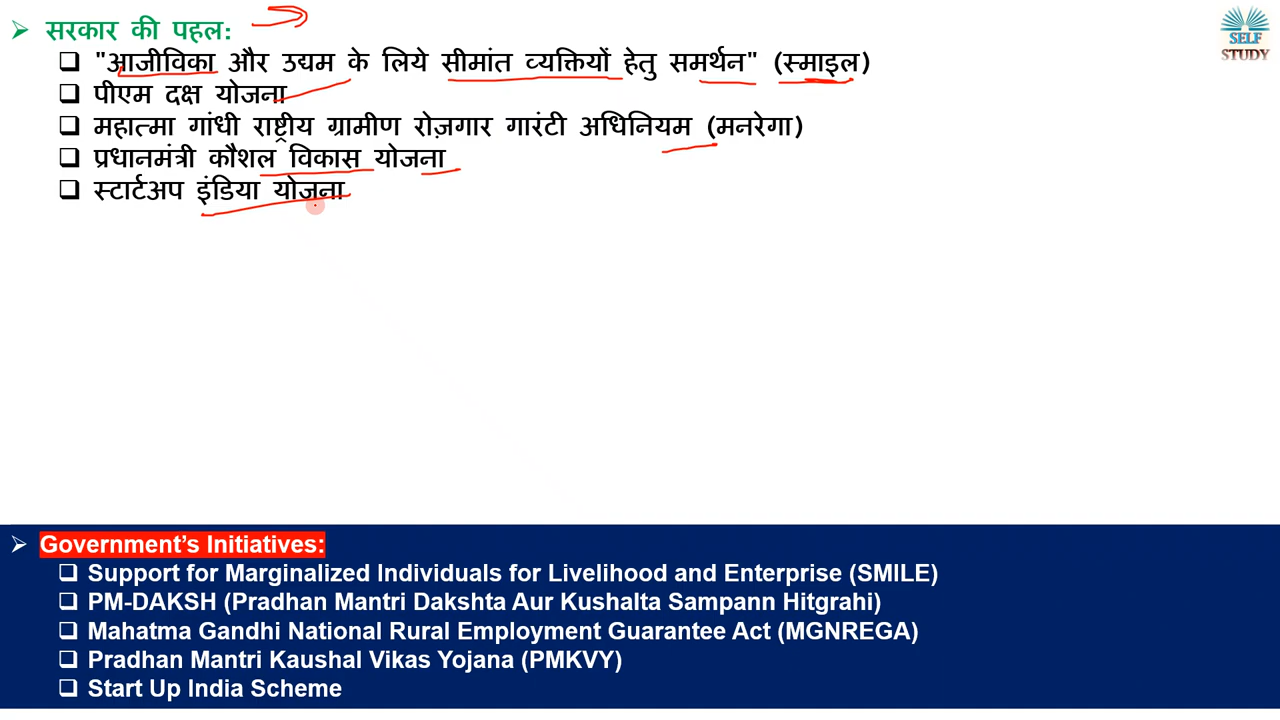 ➢ सरकार की पहल:
❑ "आजीविका और उद्यम के लिये सीमांत व्यक्तियों हेतु समर्थन" (स्माइल)
❑ पीएम दक्ष योजना
❑ महात्मा गांधी राष्ट्रीय ग्रामीण रोज़गार गारंटी अधिनियम (मनरेगा)
❑ प्रधानमंत्री कौशल विकास योजना
❑ स्टार्टअप इंडिया योजना
SELF
STUDY
➢ Government’s Initiatives:
❑ Support for Marginalized Individuals for Livelihood and Enterprise (SMILE)
❑ PM-DAKSH (Pradhan Mantri Dakshta Aur Kushalta Sampann Hitgrahi)
❑ Mahatma Gandhi National Rural Employment Guarantee Act (MGNREGA)
❑ Pradhan Mantri Kaushal Vikas Yojana (PMKVY)
❑ Start Up India Scheme